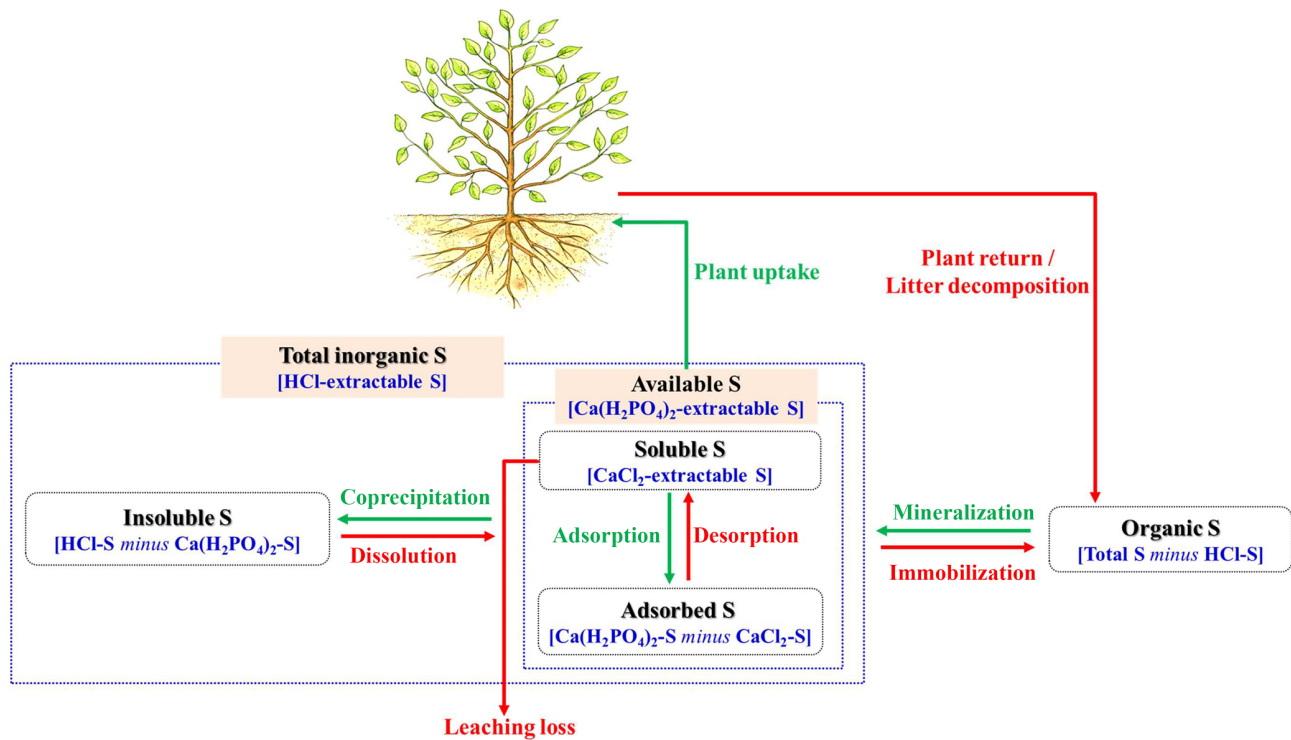 Plant uptake
Plant return /
Litter decomposition
Total inorganic S
[HCl-extractable S]
Available S
[Ca(H₂PO₄)₂-extractable S]
Soluble S
[CaCl₂-extractable S]
Coprecipitation
Dissolution
Insoluble S
[HCl-S minus Ca(H₂PO₄)₂-S]
Adsorption
Desorption
Adsorbed S
[Ca(H₂PO₄)₂-S minus CaCl₂-S]
Mineralization
Immobilization
Organic S
[Total S minus HCl-S]
Leaching loss